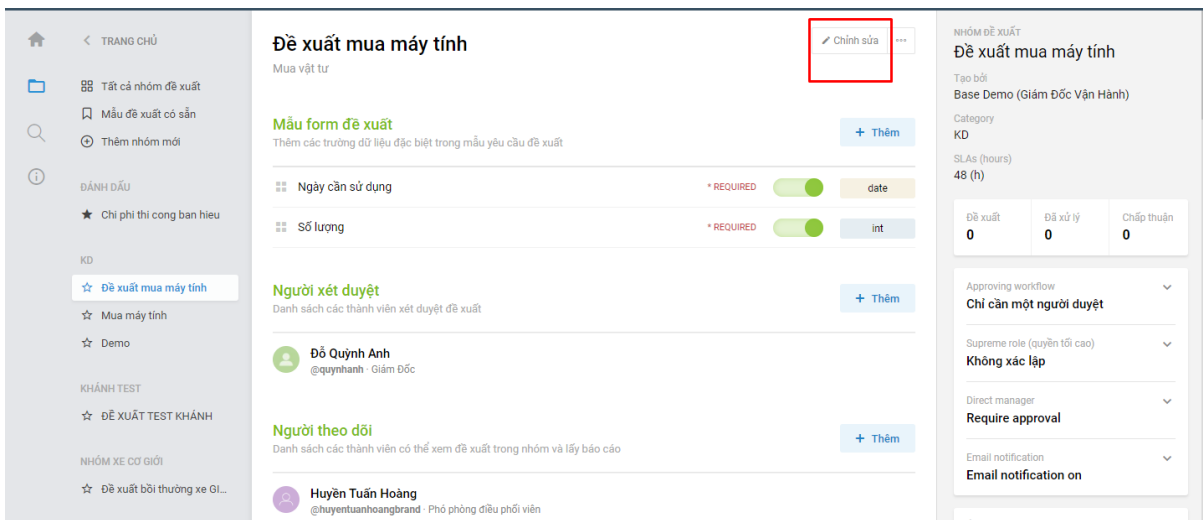 TRANG CHỦ
Tất cả nhóm đề xuất
Mẫu đề xuất có sẵn
Thêm nhóm mới
ĐÁNH DẤU
Chi phi thi cong ban hieu
KD
Đề xuất mua máy tính
Mua máy tính
Demo
KHÁNH TEST
ĐỀ XUẤT TEST KHÁNH
NHÓM XE CƠ GIỚI
Đề xuất bồi thường xe GI...
Đề xuất mua máy tính
Chỉnh sửa
Mua vật tư
Mẫu form đề xuất
Thêm các trường dữ liệu đặc biệt trong mẫu yêu cầu đề xuất
+ Thêm
Ngày cần sử dụng * REQUIRED date
Số lượng * REQUIRED int
Người xét duyệt
Danh sách các thành viên xét duyệt đề xuất
+ Thêm
Đỗ Quỳnh Anh
@quynhanh · Giám Đốc
Người theo dõi
Danh sách các thành viên có thể xem đề xuất trong nhóm và lấy báo cáo
+ Thêm
Huyền Tuấn Hoàng
@huyentuanhoangbrand · Phó phòng điều phối viên
NHÓM ĐỀ XUẤT
Đề xuất mua máy tính
Tạo bởi
Base Demo (Giám Đốc Vận Hành)
Category
KD
SLAs (hours)
48 (h)
Đề xuất Đã xử lý Chấp thuận
0 0 0
Approving workflow
Chỉ cần một người duyệt
Supreme role (quyền tối cao)
Không xác lập
Direct manager
Require approval
Email notification
Email notification on